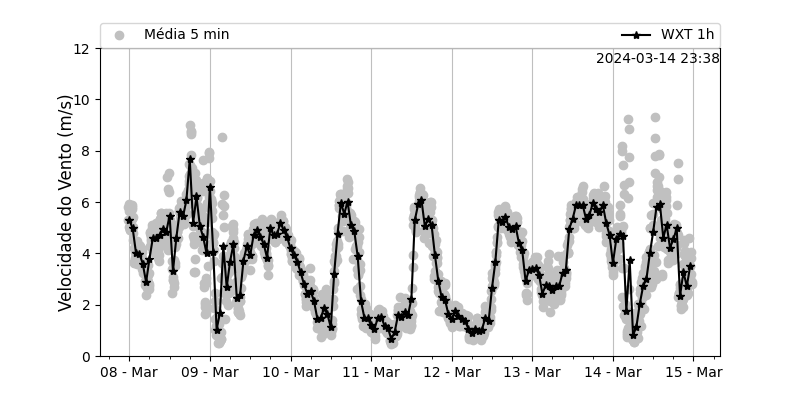 Média 5 min
WXT 1h
2024-03-14 23:38
Velocidade do Vento (m/s)
12
10
8
6
4
2
0
08 - Mar
09 - Mar
10 - Mar
11 - Mar
12 - Mar
13 - Mar
14 - Mar
15 - Mar